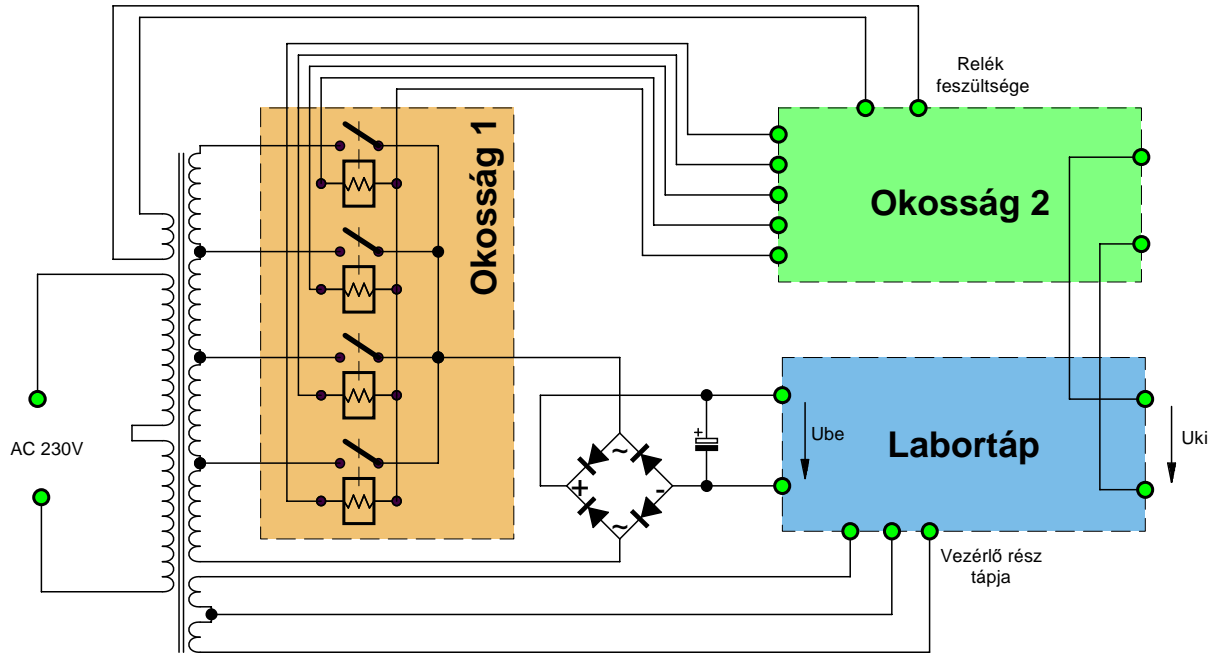 Relék
feszültsége
Okosság 1
Okosság 2
AC 230V
Ube
Labortáp
Uki
+
~
+
-
~
Vezérlő rész
tápja